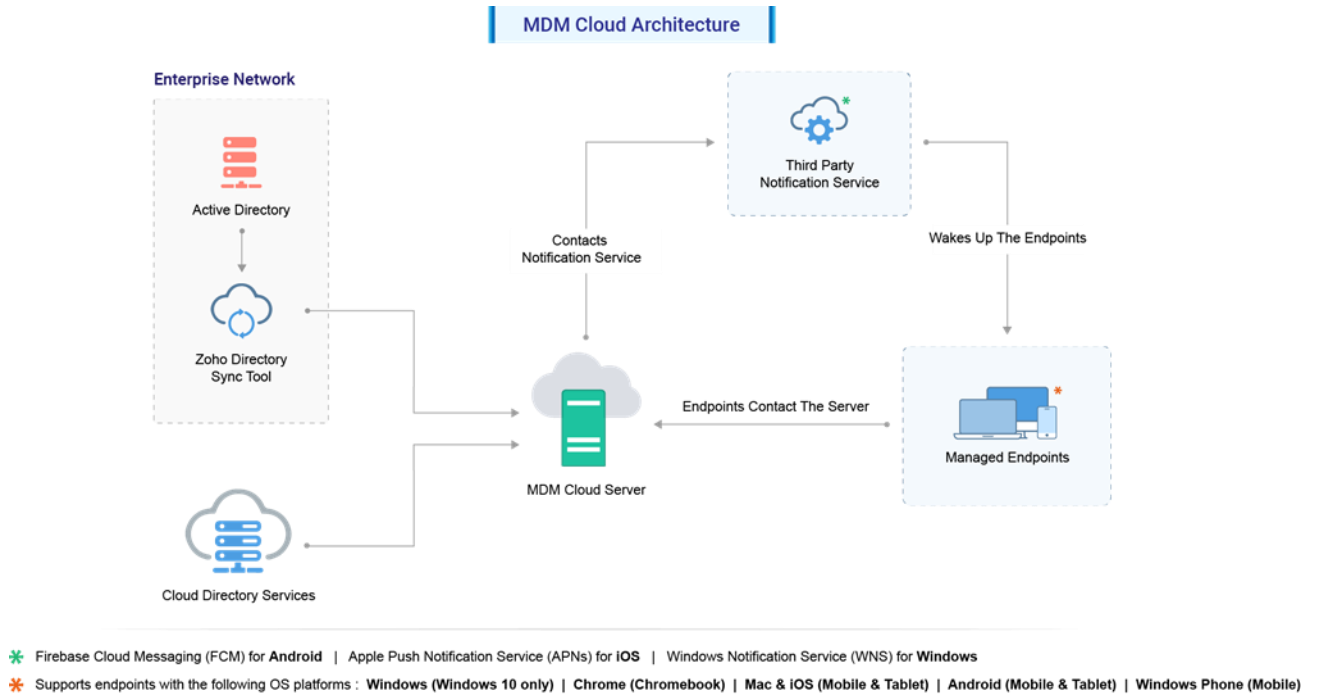 MDM Cloud Architecture
Enterprise Network
Active Directory
Zoho Directory
Sync Tool
Cloud Directory Services
Contacts
Notification Service
MDM Cloud Server
Third Party
Notification Service
Wakes Up The Endpoints
Endpoints Contact The Server
Managed Endpoints
* Firebase Cloud Messaging (FCM) for Android | Apple Push Notification Service (APNs) for iOS | Windows Notification Service (WNS) for Windows
* Supports endpoints with the following OS platforms : Windows (Windows 10 only) | Chrome (Chromebook) | Mac & iOS (Mobile & Tablet) | Android (Mobile & Tablet) | Windows Phone (Mobile)